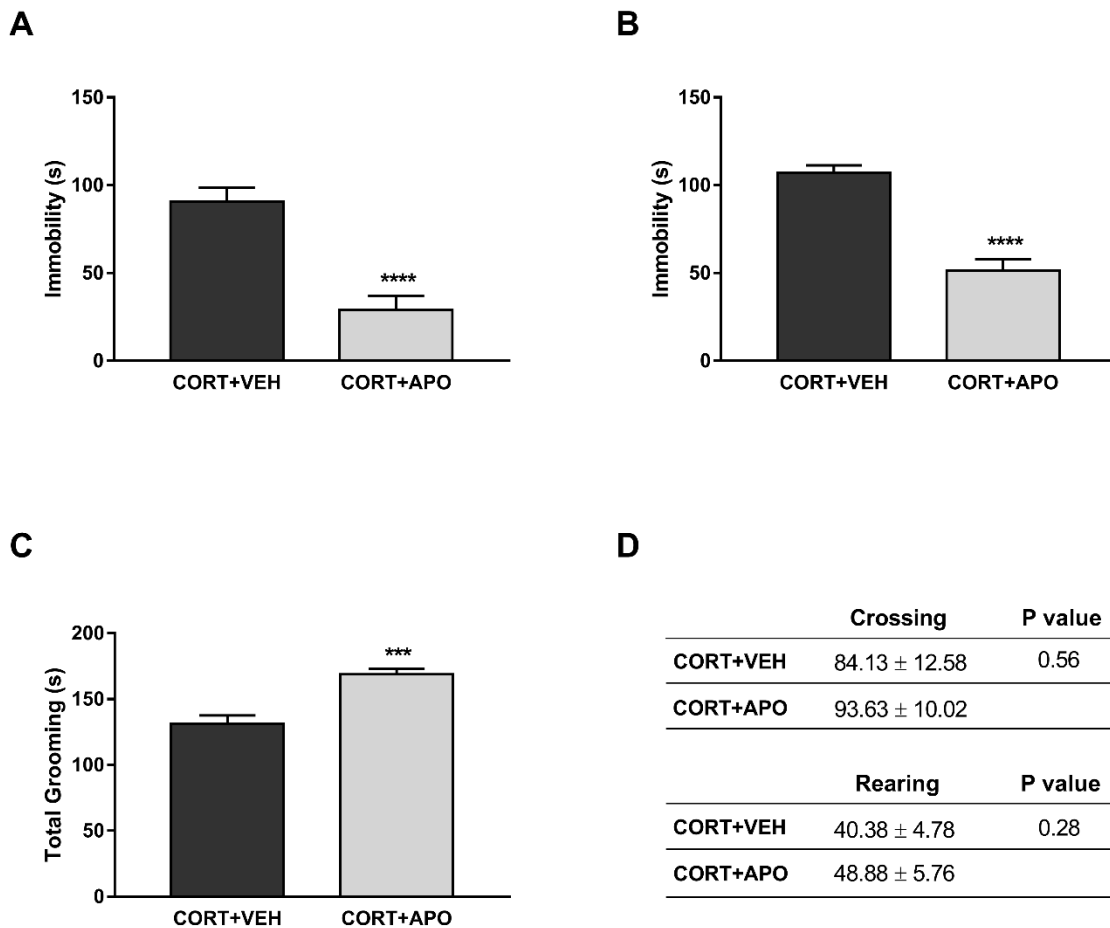 A
150
100
50
0
Immobility (s)
****
CORT+VEH CORT+APO
B
150
100
50
0
Immobility (s)
****
CORT+VEH CORT+APO
C
200
150
100
50
0
Total Grooming (s)
***
CORT+VEH CORT+APO
D
Crossing P value
CORT+VEH 84.13 ± 12.58 0.56
CORT+APO 93.63 ± 10.02
Rearing P value
CORT+VEH 40.38 ± 4.78 0.28
CORT+APO 48.88 ± 5.76